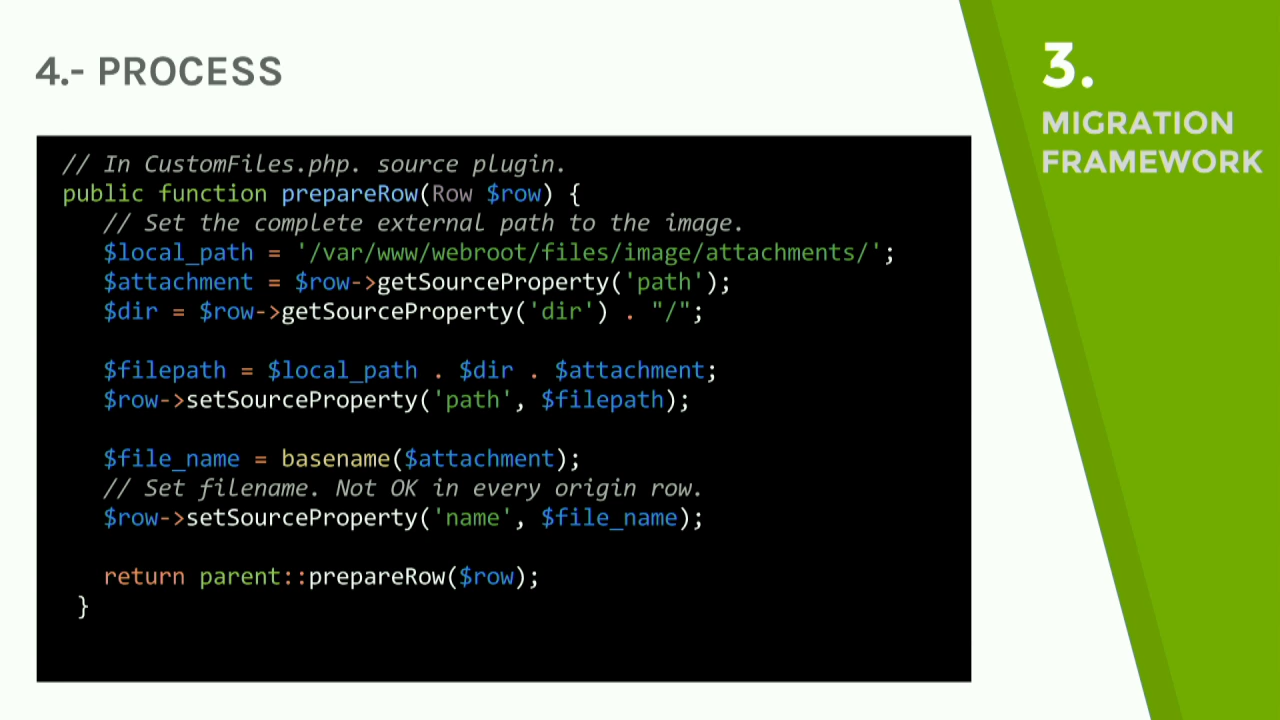 4.- PROCESS
// In CustomFiles.php. source plugin.
public function prepareRow(Row $row) {
// Set the complete external path to the image.
$local_path = '/var/www/webroot/files/image/attachments/';
$attachment = $row->getSourceProperty('path');
$dir = $row->getSourceProperty('dir') . "/";
$filepath = $local_path . $dir . $attachment;
$row->setSourceProperty('path', $filepath);
$file_name = basename($attachment);
// Set filename. Not OK in every origin row.
$row->setSourceProperty('name', $file_name);
return parent::prepareRow($row);
}
3.
MIGRATION
FRAMEWORK